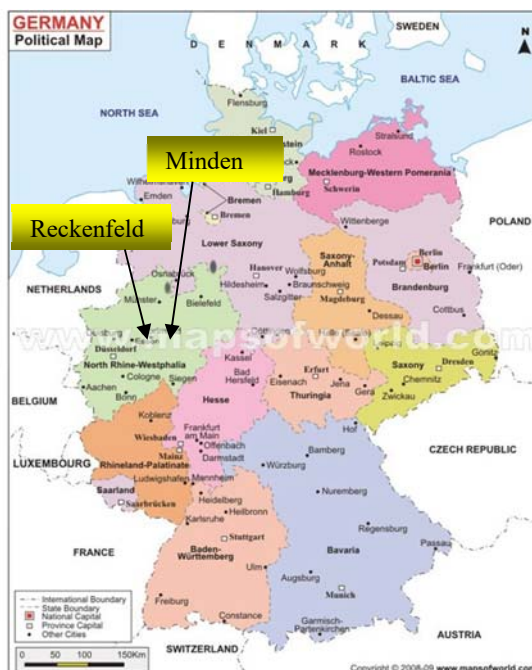 GERMANY
Political Map
SWEDEN
N
D E N M A R K
BALTIC SEA
NORTH SEA
Flensburg
Kiel
Stralsund
Rostock
Minden
Mecklenburg-Western Pomerania
Schwerin
Hamburg
Emden
Bremen
Bremen
Wittenberge
POLAND
Reckenfeld
Lower Saxony
Saxony-
Anhalt
Berlin
Potsdam
Berlin
Frankfurt (Oder)
Brandenburg
Hanover
Wolfsburg
Osnabrück
NETHERLANDS
Hildesheim
Braunschweig
Salzgitter
Magdeburg
Münster
Bielefeld
Dessau
Cottbus
www.mapsofworld.com
Düsseldorf
North Rhine-Westphalia
Kassel
Leipzig
Görlitz
Cologne
Siegen
Bad
Hersfeld
Eisenach
Erfurt
Jena
Gera
Saxony
Dresden
Chemnitz
Zwickau
Aachen
Bonn
Hesse
Thuringia
BELGIUM
Koblenz
Hof
Wiesbaden
Frankfurt
am Main
Offenbach
Mainz
Darmstadt
Bamberg
CZECH REPUBLIC
LUXEMBOURG
Rhineland-Palatinate
Würzburg
Ludwigshafen
Mannheim
Saarland
Saarbrücken
Heidelberg
Nuremberg
Heilbronn
Karlsruhe
Regensburg
Stuttgart
Baden-
Württemberg
Bavaria
Passau
FRANCE
Ulm
Augsburg
Munich
Freiburg
Constance
Garmisch-
Partenkirchen
AUSTRIA
SWITZERLAND
International Boundary
State Boundary
National Capital
Province Capital
Other Cities
0 50 100 150Km
Copyright © 2008-09 www.mapsofworld.com